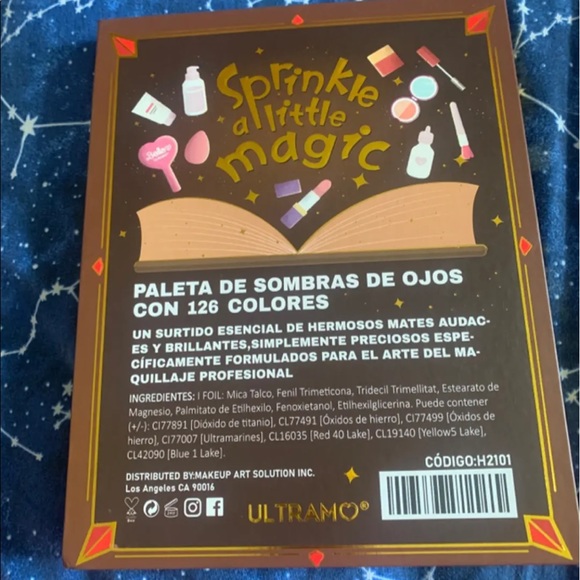 Sprinkle
a little
magic
Believe
PALETA DE SOMBRAS DE OJOS
CON 126 COLORES
UN SURTIDO ESENCIAL DE HERMOSOS MATES AUDAC-
ES Y BRILLANTES,SIMPLEMENTE PRECIOSOS ESPE-
CÍFICAMENTE FORMULADOS PARA EL ARTE DEL MA-
QUILLAJE PROFESIONAL
INGREDIENTES: I FOIL: Mica Talco, Fenil Trimeticona, Tridecil Trimellitat, Estearato de
Magnesio, Palmitato de Etilhexilo, Fenoxietanol, Etilhexilglicerina. Puede contener
(+/-): CI77891 [Dióxido de titanio], CL77491 [Óxidos de hierro], CI77499 [Óxidos de
hierro], CI77007 [Ultramarines], CL16035 [Red 40 Lake], CL19140 [Yellow5 Lake],
CL42090 [Blue 1 Lake].
CÓDIGO:H2101
DISTRIBUTED BY:MAKEUP ART SOLUTION INC.
Los Angeles CA 90016
ULTRAMO®